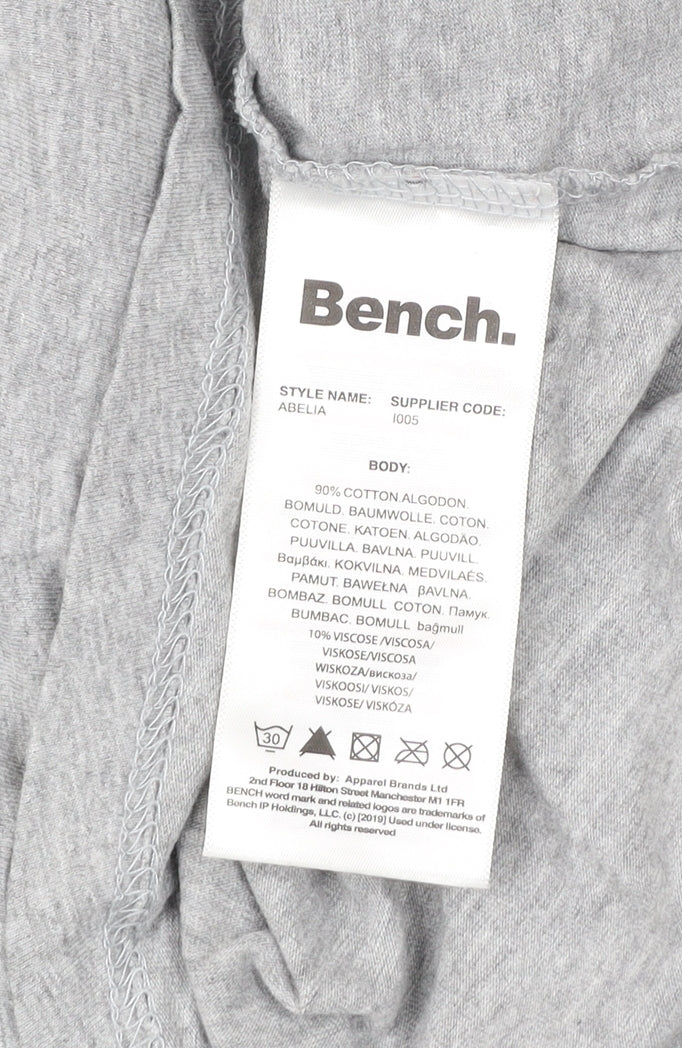 Bench.
STYLE NAME: SUPPLIER CODE:
ABELIA I005
BODY:
90% COTTON.ALGODON.
BOMULD. BAUMWOLLE. COTON.
COTONE. KATOEN. ALGODÃO.
PUUVILLA. BAVLNA. PUUVILL.
Βαμβάκι. KOKVILNA. MEDVILAÉS.
PAMUT. BAWEŁNA βAVLNA.
BOMBAZ. BOMULL COTON. Памук.
BUMBAC. BOMULL bağmull
10% VISCOSE /VISCOSA/
VISKOSE/VISCOSA
WISKOZA/вискоза/
VISKOOSI/ VISKOS/
VISKOSE/ VISKÓZA
30
Produced by: Apparel Brands Ltd
2nd Floor 18 Hilton Street Manchester M1 1FR
BENCH word mark and related logos are trademarks of
Bench IP Holdings, LLC. (c) [2019] Used under license.
All rights reserved